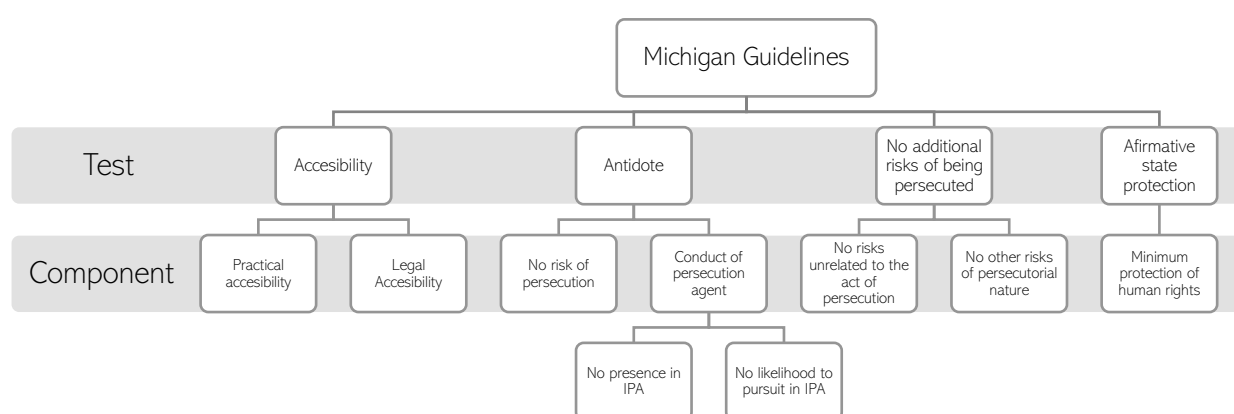 Michigan Guidelines
Test
Accesibility
Antidote
No additional
risks of being
persecuted
Afirmative
state
protection
Component
Practical
accesibility
Legal
Accesibility
No risk of
persecution
Conduct of
persecution
agent
No risks
unrelated to the
act of
persecution
No other risks
of persecutorial
nature
Minimum
protection of
human rights
No presence in
IPA
No likelihood to
pursuit in IPA